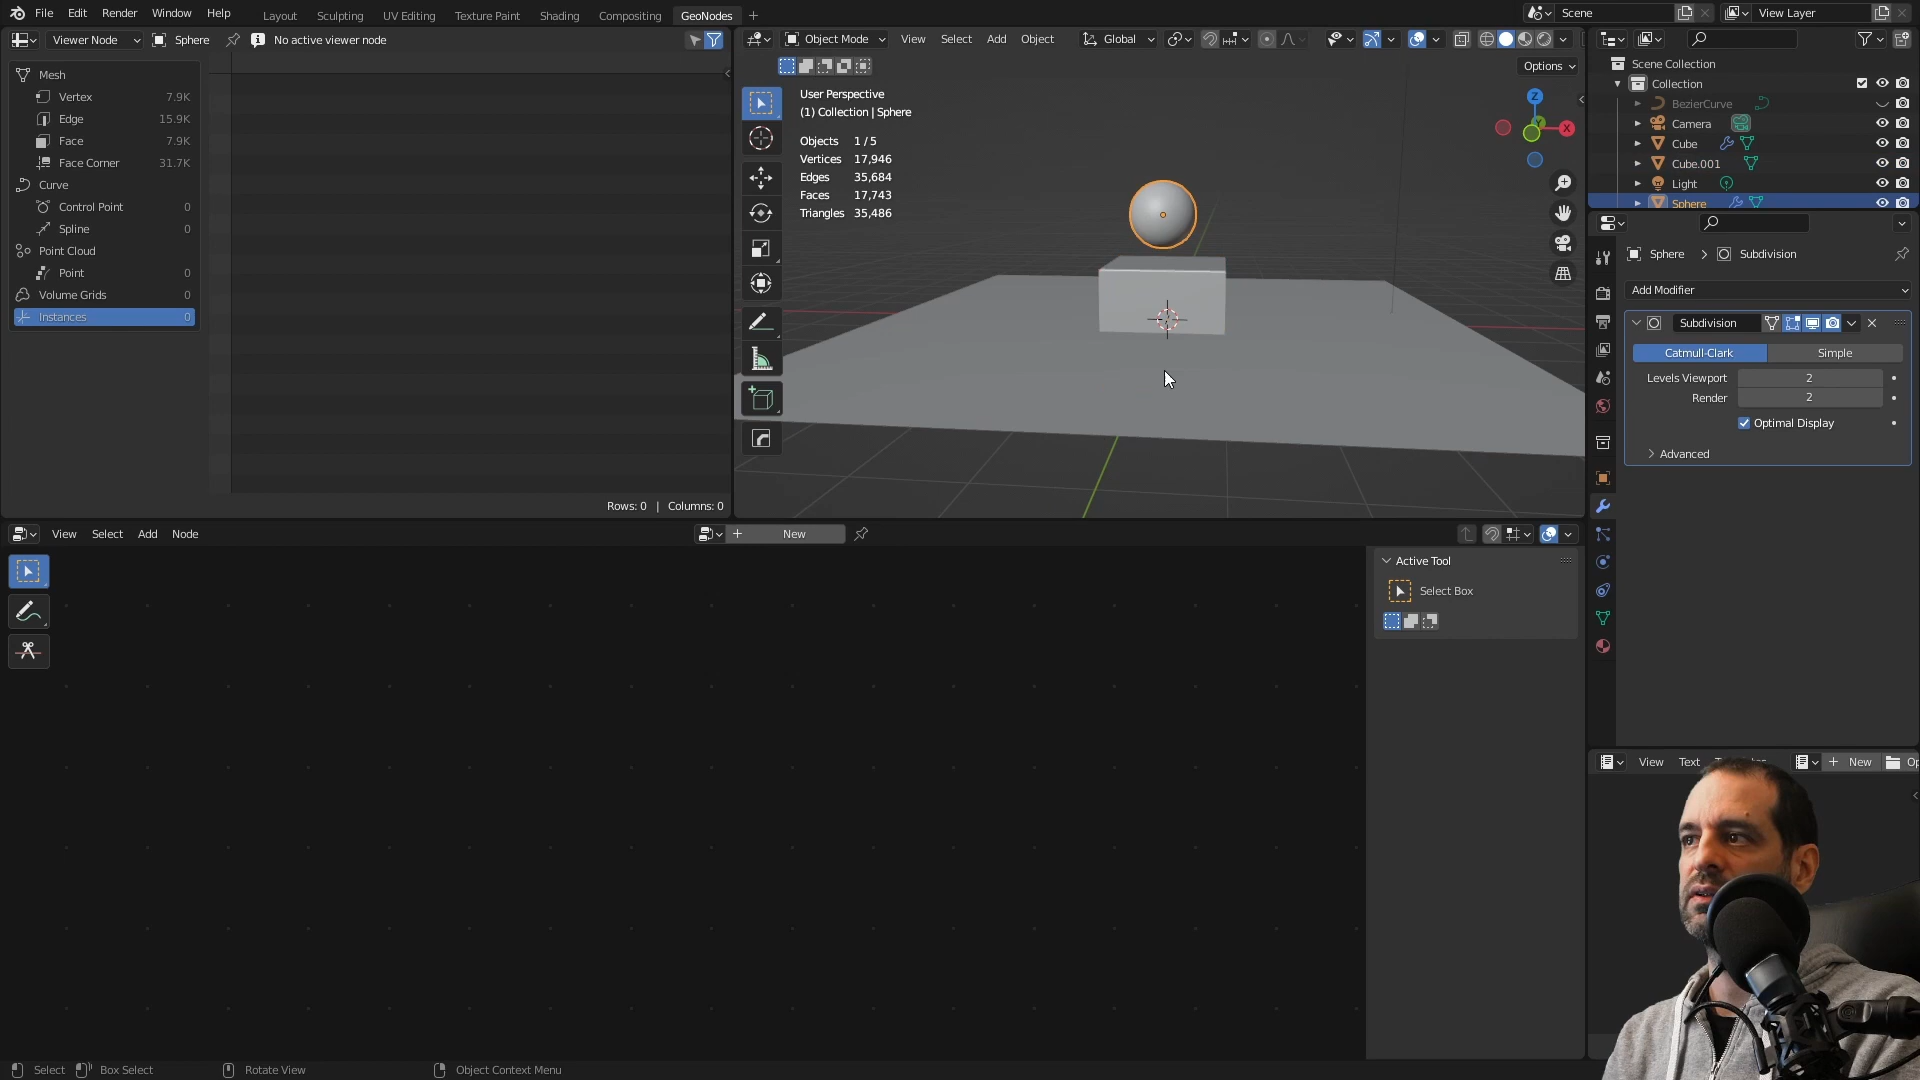 File Edit Render Window Help Layout Sculpting UV Editing Texture Paint Shading Compositing GeoNodes + Scene View Layer
Viewer Node Sphere No active viewer node
Mesh
Vertex 7.9K
Edge 15.9K
Face 7.9K
Face Corner 31.7K
Curve
Control Point 0
Spline 0
Point Cloud
Point 0
Volume Grids 0
Instances 0
Rows: 0 | Columns: 0
Object Mode View Select Add Object Global
Options
User Perspective
(1) Collection | Sphere
Objects 1 / 5
Vertices 17,946
Edges 35,684
Faces 17,743
Triangles 35,486
Z
X
Scene Collection
Collection
BezierCurve
Camera
Cube
Cube.001
Light
Sphere
Sphere > Subdivision
Add Modifier
Subdivision
Catmull-Clark Simple
Levels Viewport 2
Render 2
Optimal Display
Advanced
View Select Add Node + New
Active Tool
Select Box
View Text + New
Select Box Select Rotate View Object Context Menu